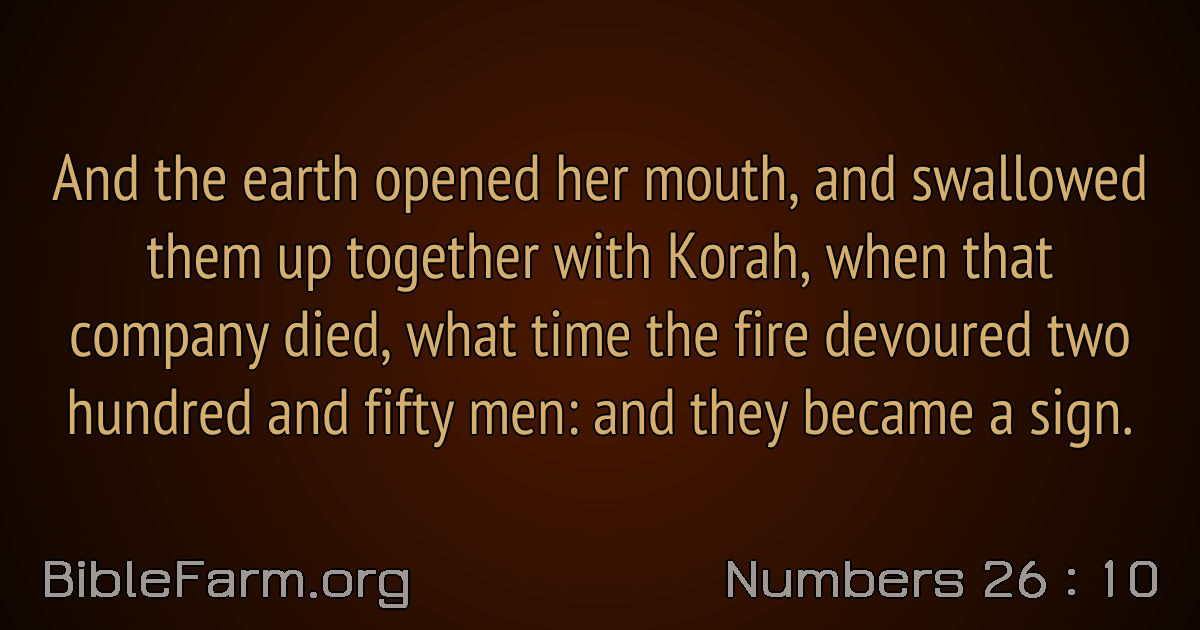 And the earth opened her mouth, and swallowed
them up together with Korah, when that
company died, what time the fire devoured two
hundred and fifty men: and they became a sign.
BibleFarm.org
Numbers 26 : 10